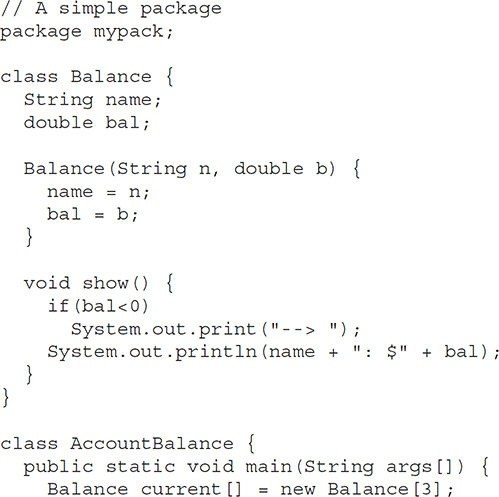 // A simple package
package mypack;

class Balance {
  String name;
  double bal;

  Balance(String n, double b) {
    name = n;
    bal = b;
  }

  void show() {
    if(bal<0)
      System.out.print("--> ");
    System.out.println(name + ": $" + bal);
  }
}

class AccountBalance {
  public static void main(String args[]) {
    Balance current[] = new Balance[3];